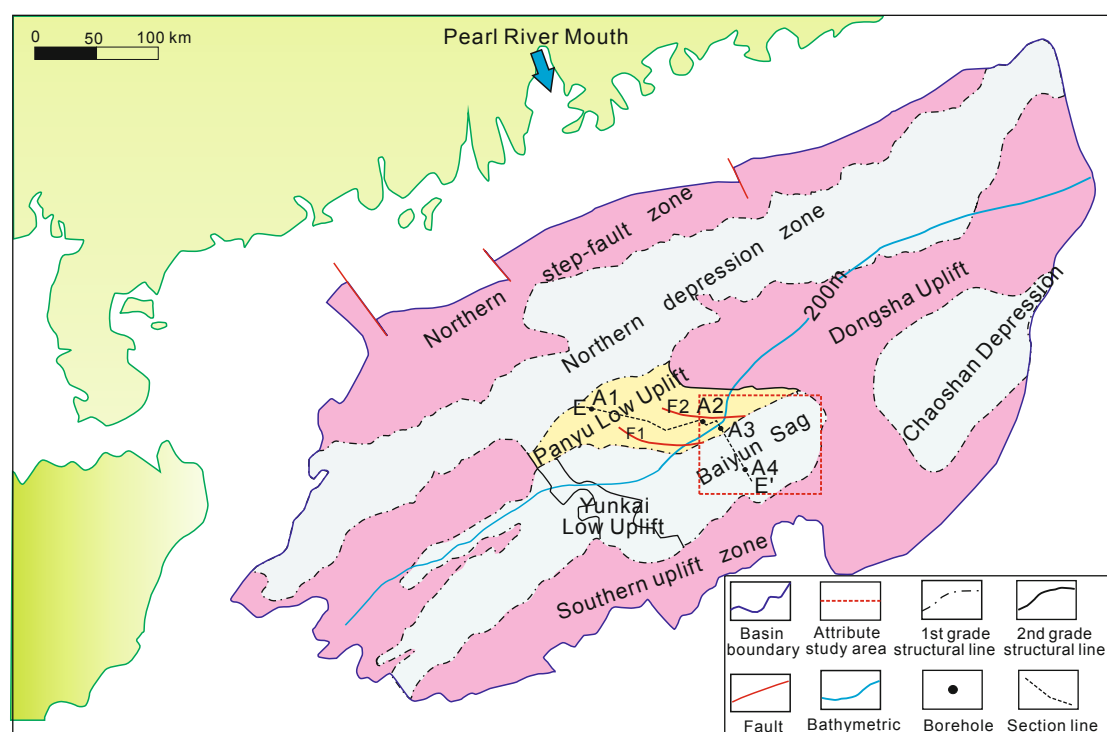 0 50 100 km
Pearl River Mouth
Northern step-fault zone
Northern depression zone
200m
Dongsha Uplift
Chaoshan Depression
Panyu Low Uplift
E
A1
F2
A2
F1
A3
Baiyun Sag
A4
E'
Yunkai
Low Uplift
Southern uplift zone
Basin
boundary
Attribute
study area
1st grade
structural line
2nd grade
structural line
Fault
Bathymetric
Borehole
Section line